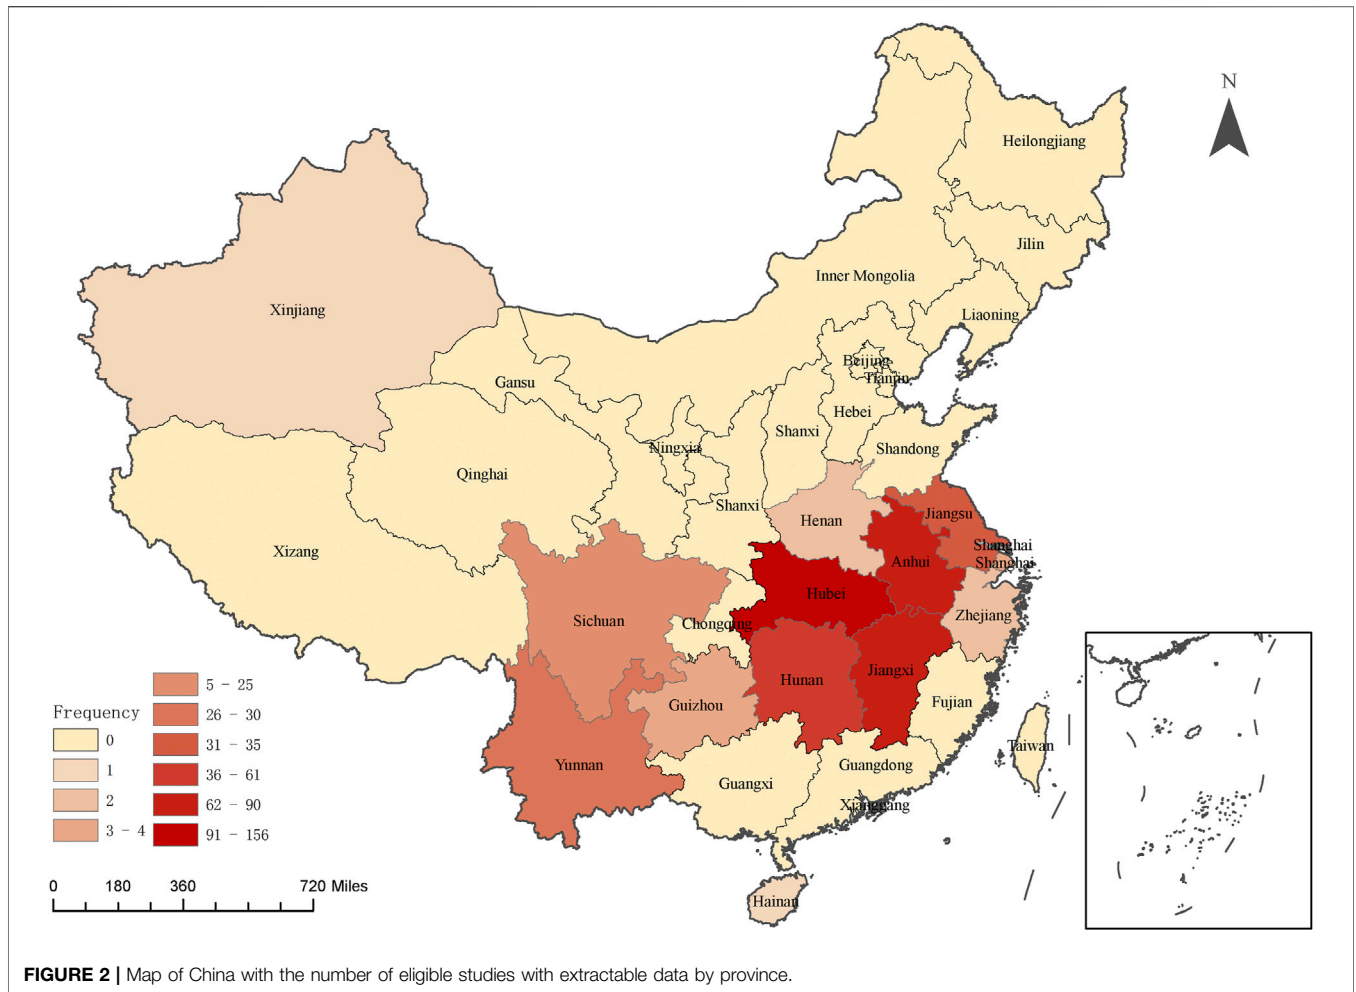 N
Heilongjiang
Jilin
Inner Mongolia
Liaoning
Xinjiang
Beijing
Tianjin
Gansu
Hebei
Shanxi
Shandong
Ningxia
Qinghai
Shanxi
Henan
Jiangsu
Xizang
Shanghai
Anhui
Shanghai
Hubei
Zhejiang
Sichuan
Chongqing
Jiangxi
Hunan
Guizhou
Fujian
Taiwan
Yunnan
Guangdong
Guangxi
Xianggang
Hainan
Frequency
0
1
2
3 - 4
5 - 25
26 - 30
31 - 35
36 - 61
62 - 90
91 - 156
0 180 360 720 Miles
FIGURE 2 | Map of China with the number of eligible studies with extractable data by province.